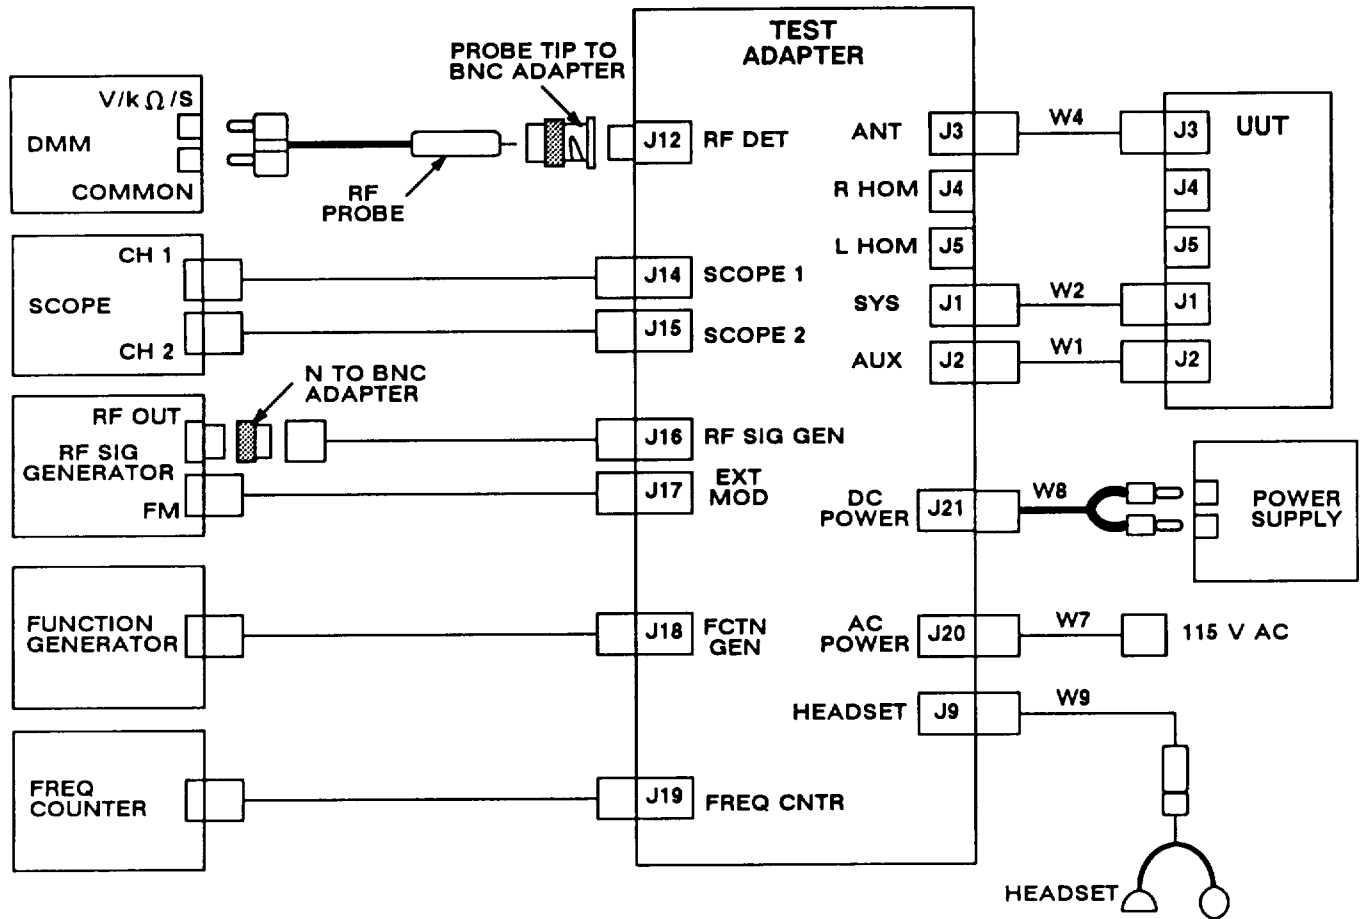 TEST
ADAPTER
PROBE TIP TO
BNC ADAPTER
V/k Ω /S
DMM
COMMON
RF
PROBE
J12 RF DET
CH 1
SCOPE
CH 2
J14 SCOPE 1
J15 SCOPE 2
N TO BNC
ADAPTER
RF OUT
RF SIG
GENERATOR
FM
J16 RF SIG GEN
J17 EXT
MOD
FUNCTION
GENERATOR
J18 FCTN
GEN
FREQ
COUNTER
J19 FREQ CNTR
ANT J3 W4 J3 UUT
R HOM J4 J4
L HOM J5 J5
SYS J1 W2 J1
AUX J2 W1 J2
DC
POWER J21 W8
POWER
SUPPLY
AC
POWER J20 W7 115 V AC
HEADSET J9 W9
HEADSET